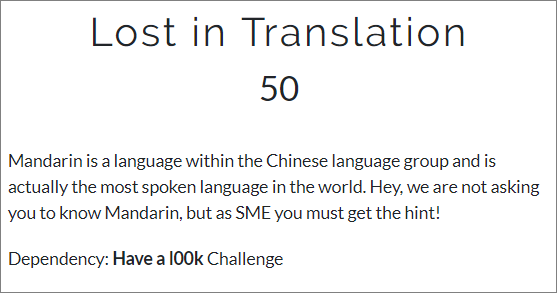 Lost in Translation
50
Mandarin is a language within the Chinese language group and is
actually the most spoken language in the world. Hey, we are not asking
you to know Mandarin, but as SME you must get the hint!
Dependency: Have a l00k Challenge